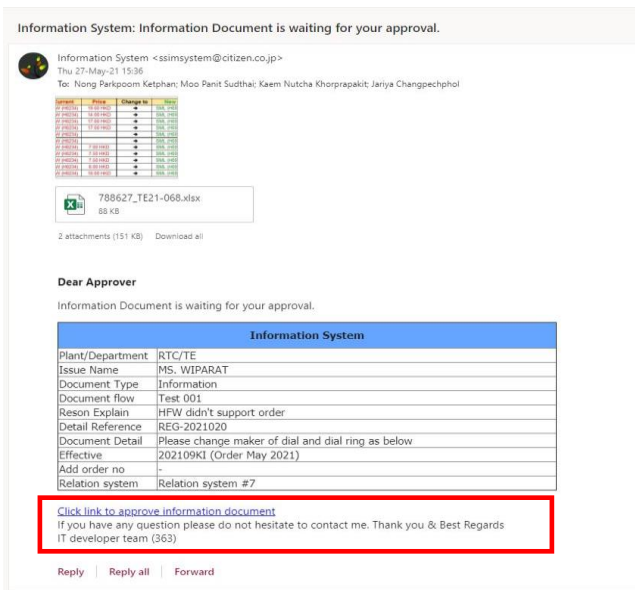 Information System: Information Document is waiting for your approval.
Information System <ssimsystem@citizen.co.jp>
Thu 27-May-21 15:36
To: Nong Parkpoom Ketphan; Moo Panit Sudthai; Kaem Nutcha Khorprapakit; Jariya Changpechphol
Price Change to New
788627_TE21-068.xlsx
88 KB
2 attachments (151 KB) Download all
Dear Approver
Information Document is waiting for your approval.
Information System
Plant/Department RTC/TE
Issue Name MS. WIPARAT
Document Type Information
Document flow Test 001
Reson Explain HFW didn't support order
Detail Reference REG-2021020
Document Detail Please change maker of dial and dial ring as below
Effective 202109KI (Order May 2021)
Add order no -
Relation system Relation system #7
Click link to approve information document
If you have any question please do not hesitate to contact me. Thank you & Best Regards
IT developer team (363)
Reply Reply all Forward